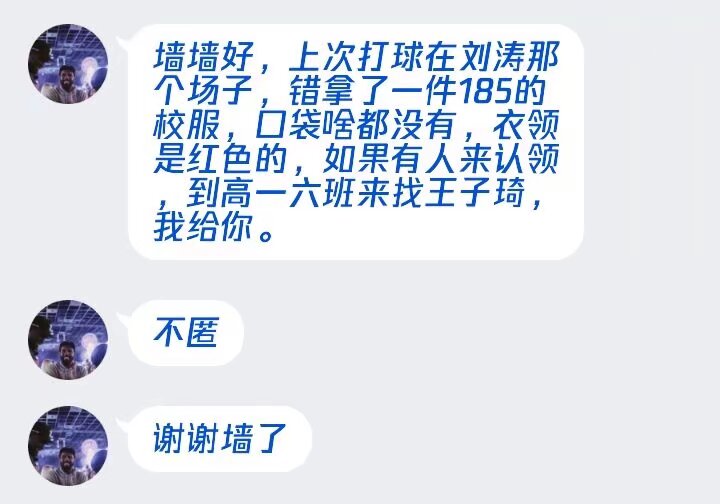 墙墙好，上次打球在刘涛那
个场子，错拿了一件185的
校服，口袋啥都没有，衣领
是红色的，如果有人来认领
，到高一六班来找王子琦，
我给你。
不匿
谢谢墙了